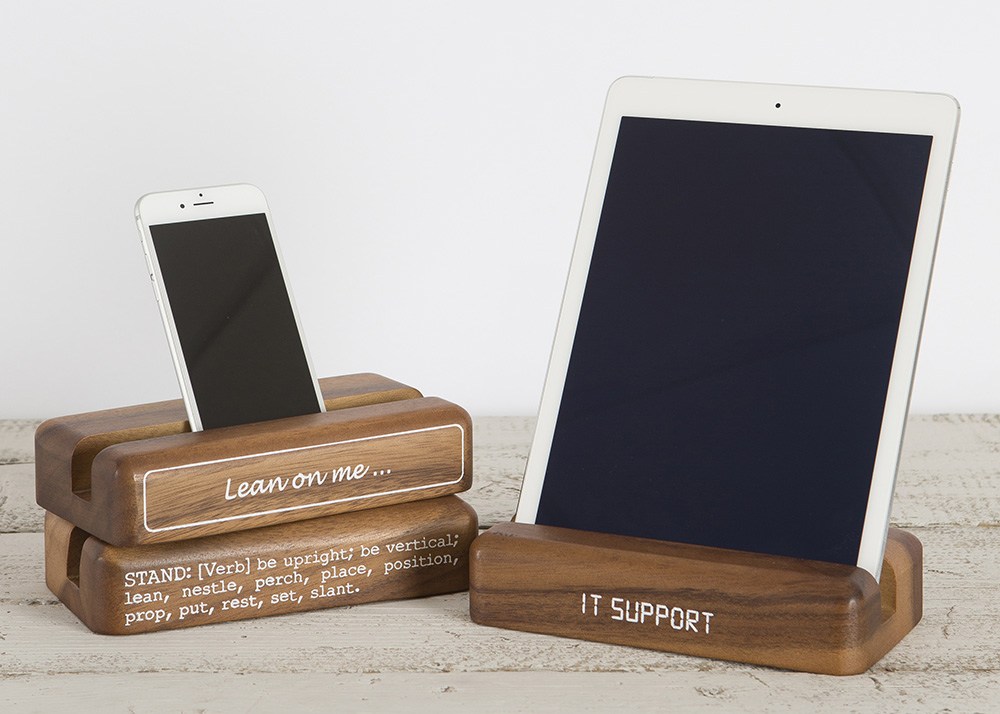 Lean on me ...
STAND: [Verb] be upright; be vertical;
lean, nestle, perch, place, position,
prop, put, rest, set, slant.
IT SUPPORT